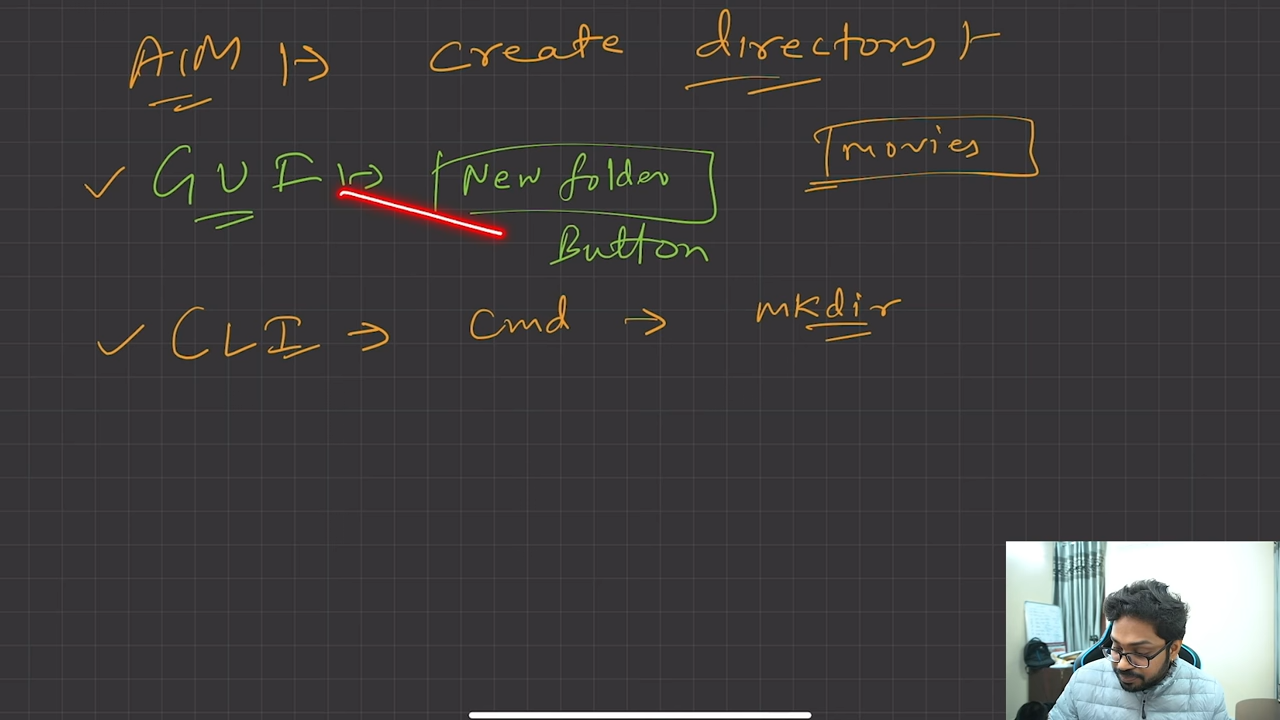 AIM |→ Create directory :-
✓ GUI |→ New folder movies
Button
✓ CLI → Cmd → mkdir